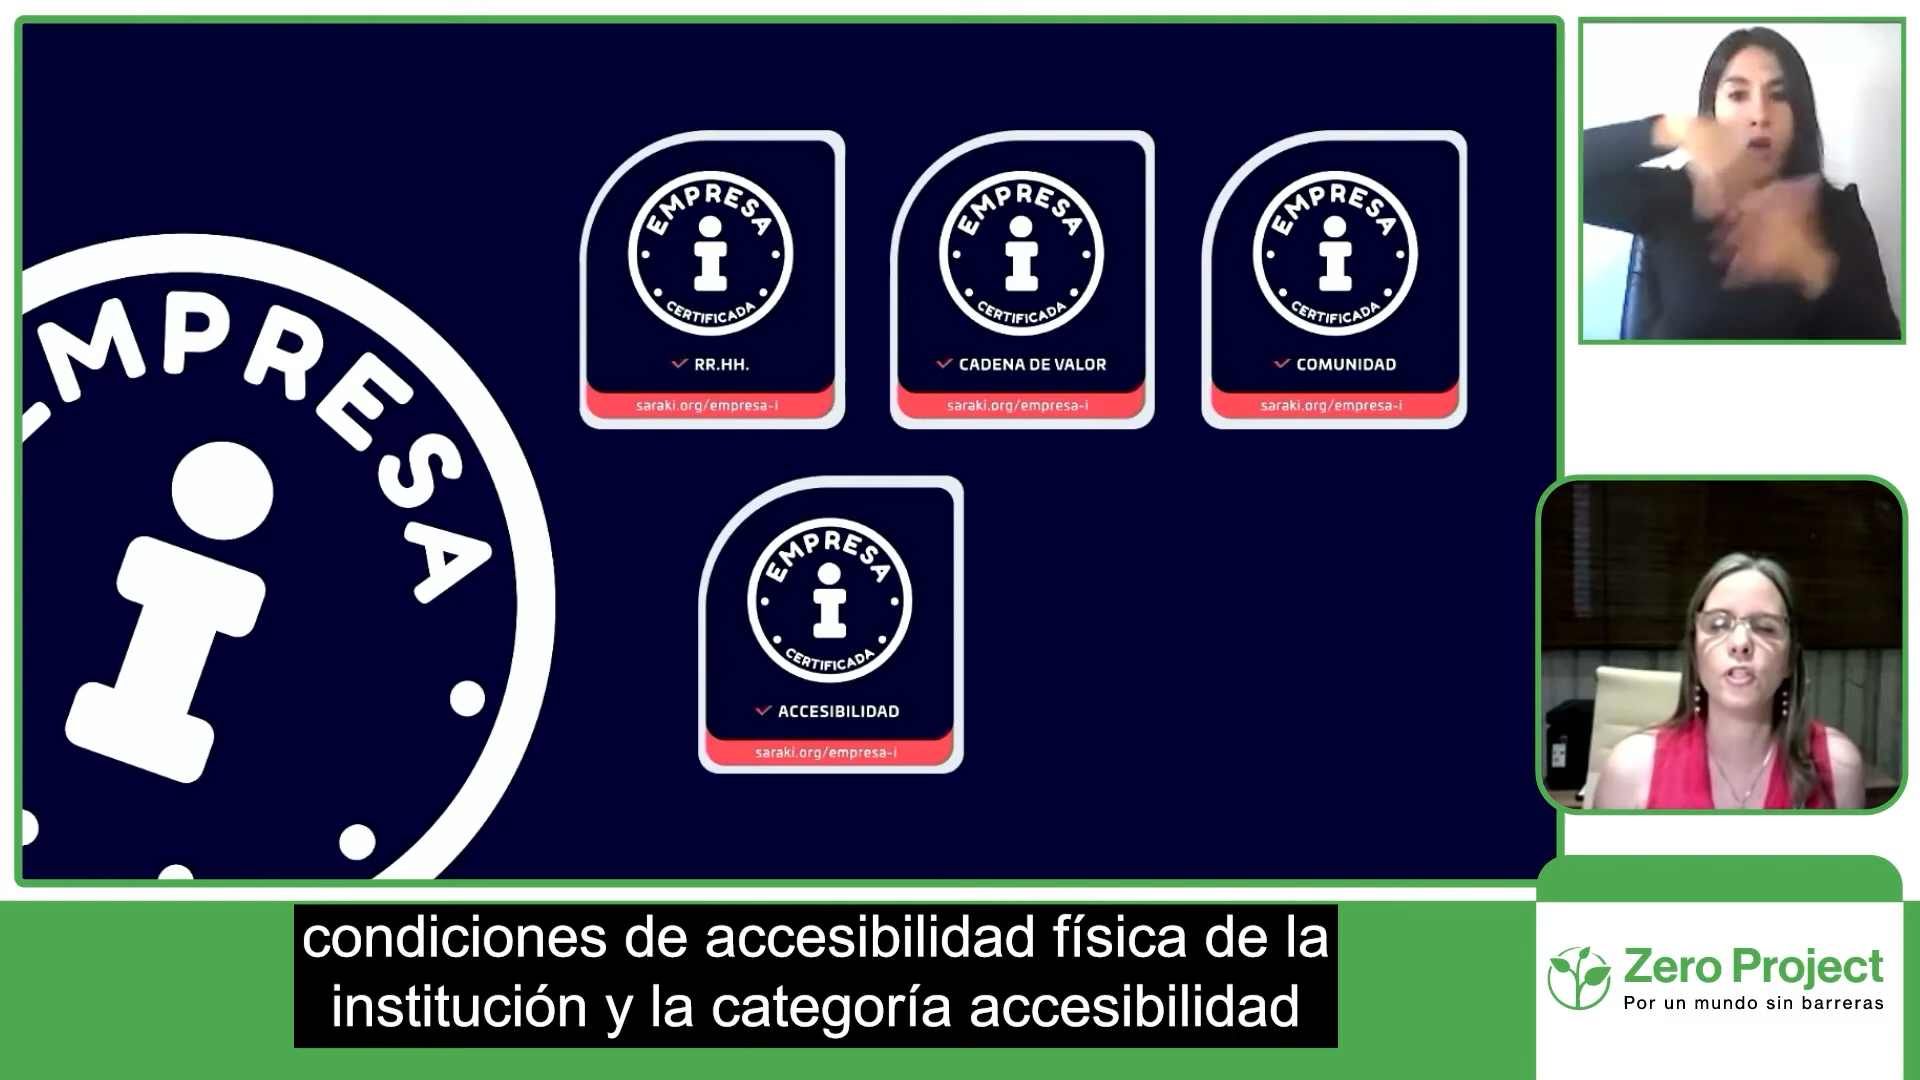 EMPRESA
EMPRESA
CERTIFICADA
RR.HH.
saraki.org/empresa-i
EMPRESA
CERTIFICADA
CADENA DE VALOR
saraki.org/empresa-i
EMPRESA
CERTIFICADA
COMUNIDAD
saraki.org/empresa-i
EMPRESA
CERTIFICADA
ACCESIBILIDAD
saraki.org/empresa-i
condiciones de accesibilidad física de la
institución y la categoría accesibilidad
Zero Project
Por un mundo sin barreras